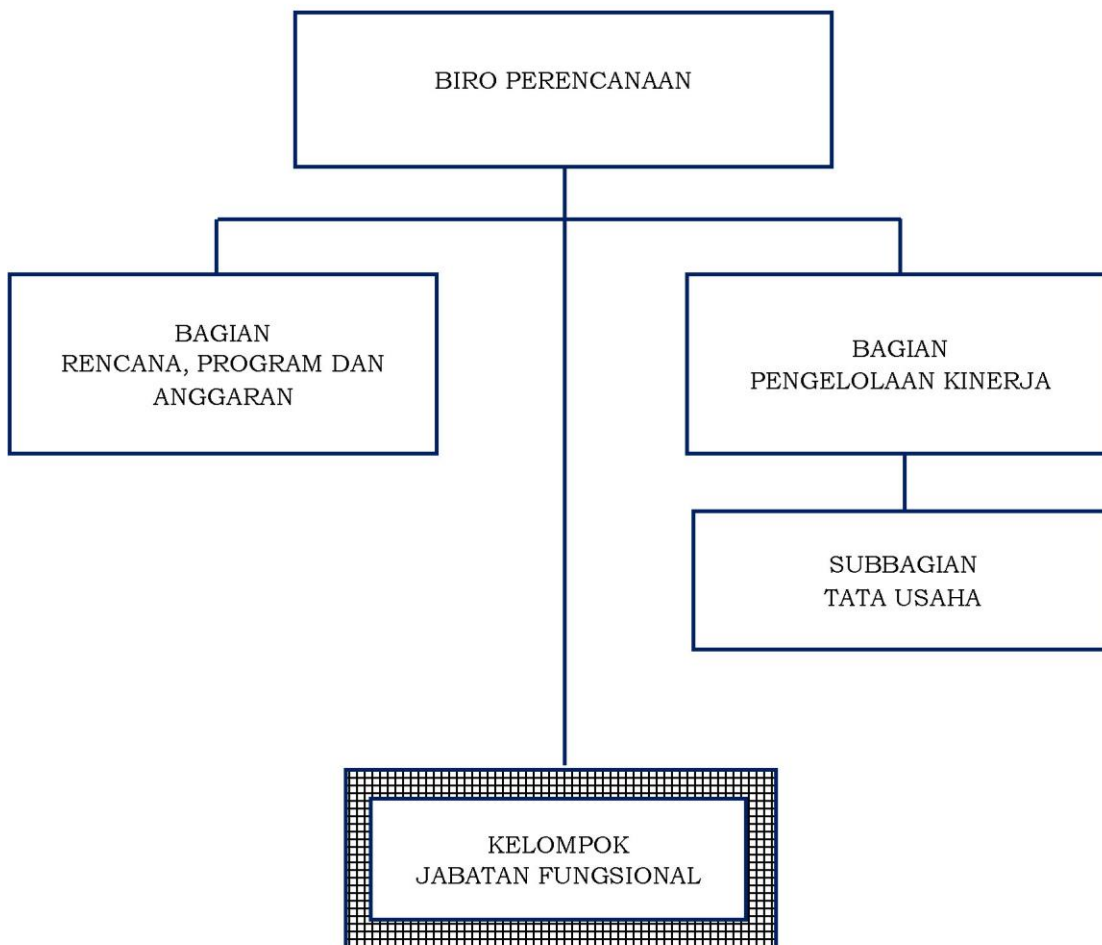 BIRO PERENCANAAN
BAGIAN
RENCANA, PROGRAM DAN
ANGGARAN
BAGIAN
PENGELOLAAN KINERJA
SUBBAGIAN
TATA USAHA
KELOMPOK
JABATAN FUNGSIONAL